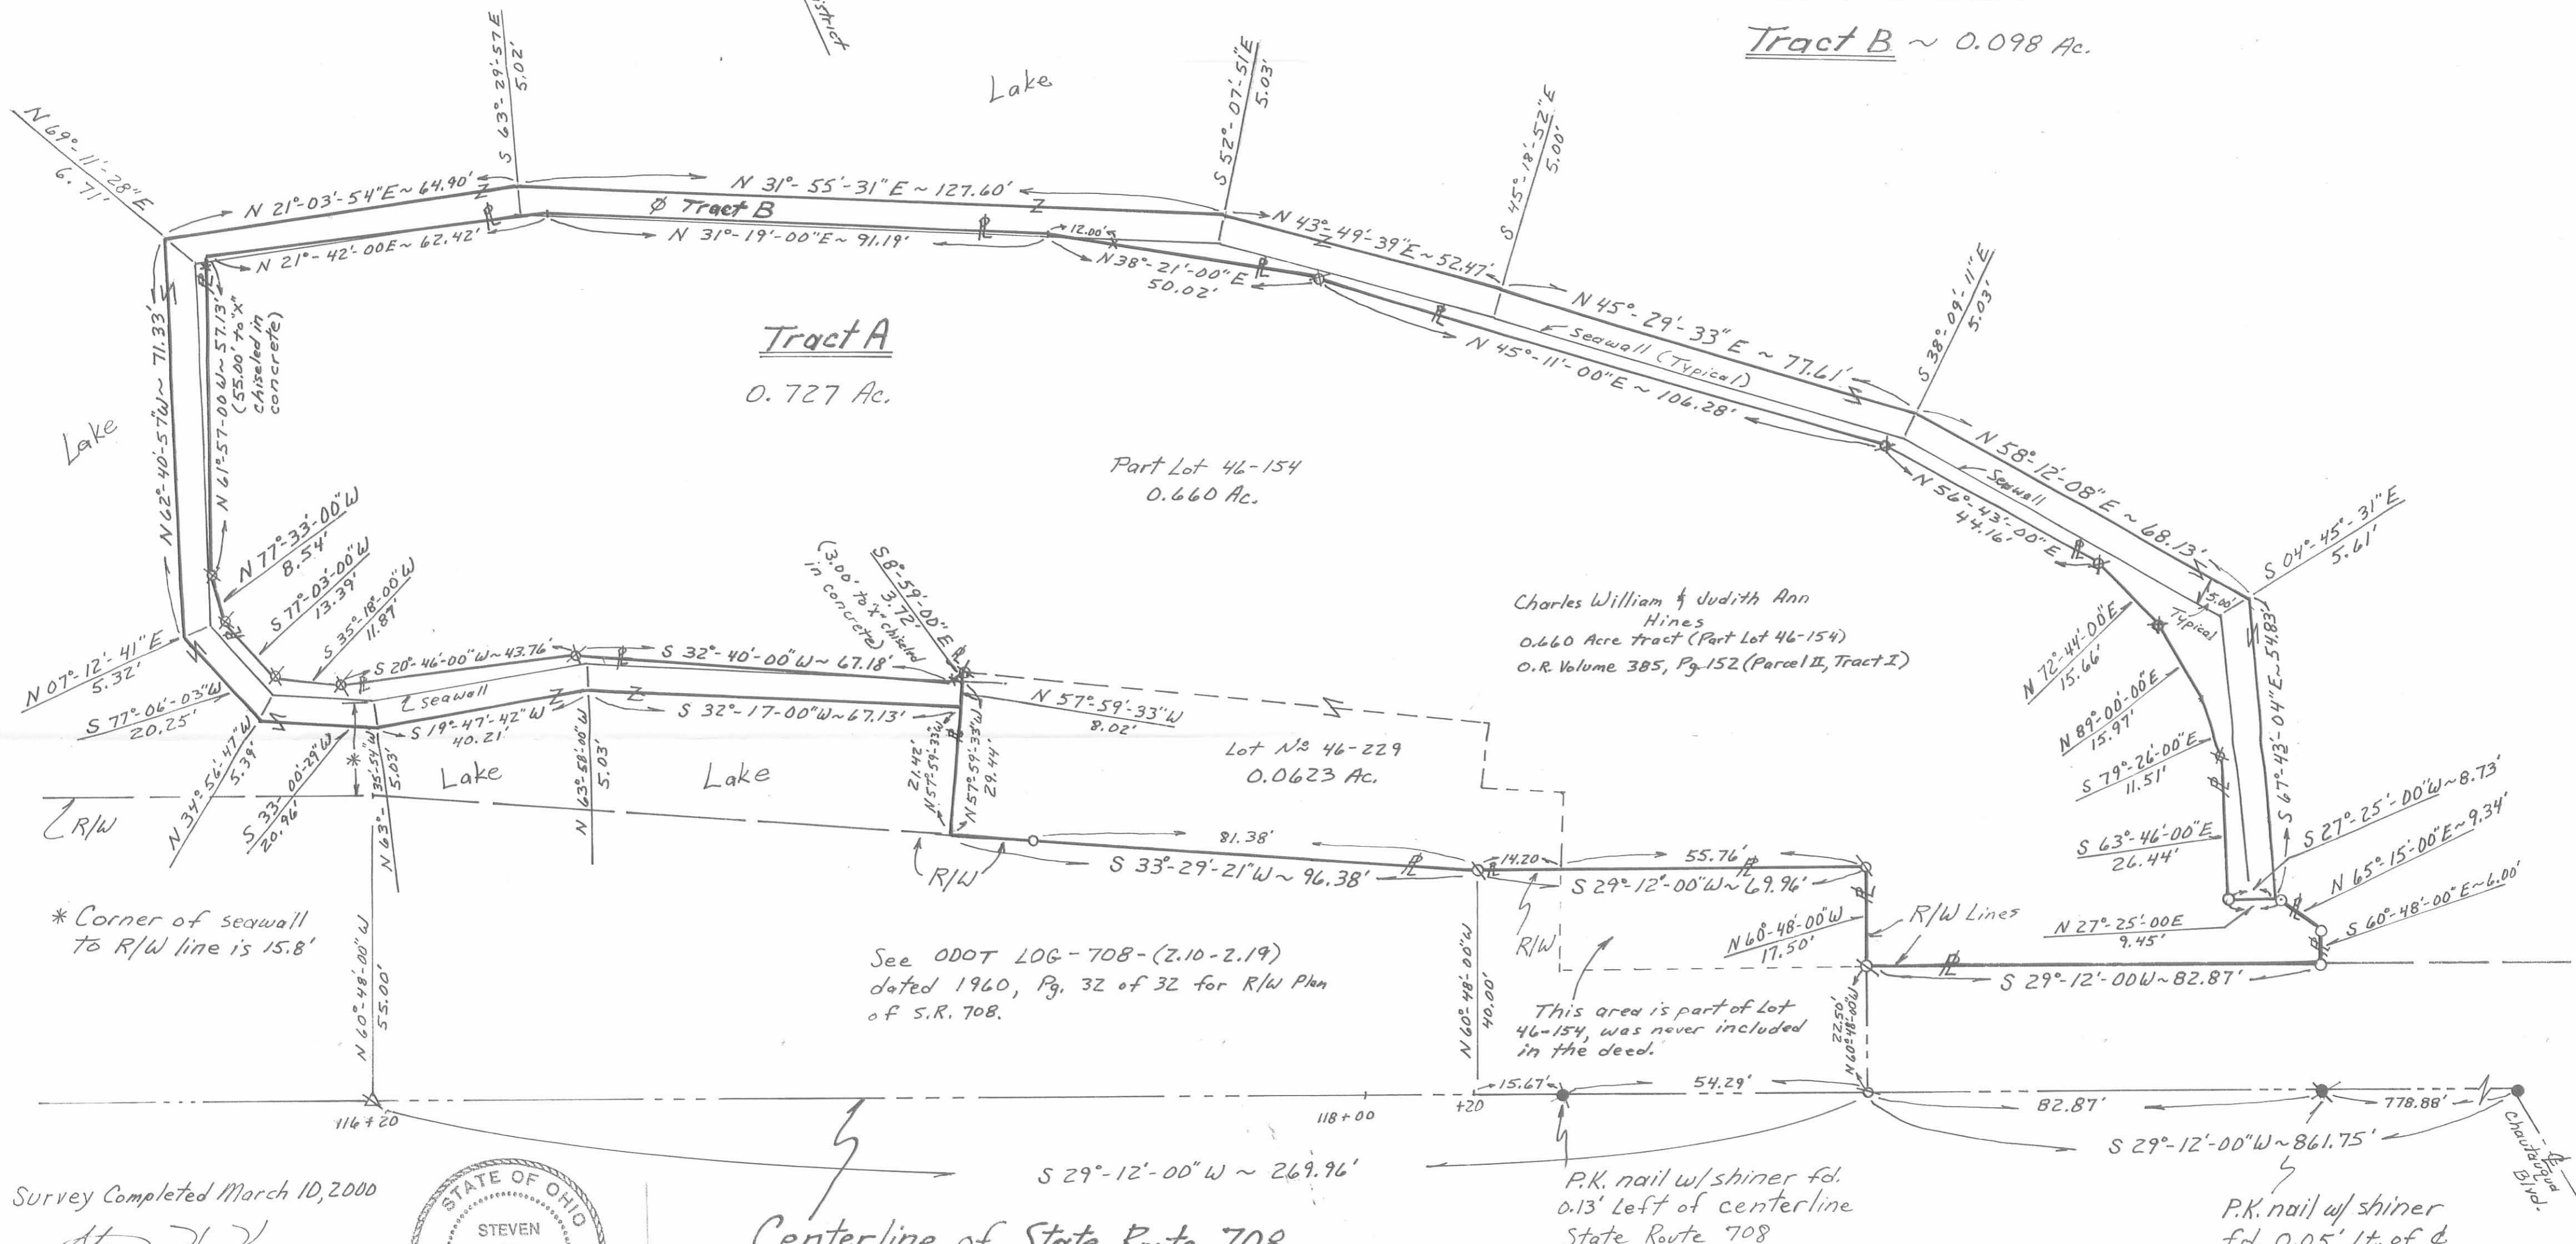 strict
Tract B ~ 0.098 Ac.
Lake
S 63°-29'-57"E
5.02'
S 52°-07'-51"E
5.03'
S 45°-18'-52"E
5.00'
S 38°-09'-11"E
5.03'
N 69°-11'-28"E
6.71'
N 21°-03'-54"E ~ 64.90'
N 31°-55'-31"E ~ 127.60'
Tract B
N 21°-42'-00E ~ 62.42'
N 31°-19'-00"E ~ 91.19'
12.00'
N 38°-21'-00"E
50.02'
N 43°-49'-39"E ~ 52.47'
N 45°-29'-33"E ~ 77.61'
Seawall (Typical)
N 45°-11'-00"E ~ 106.28'
N 58°-12'-08"E ~ 68.13'
Seawall
N 56°-43'-00"E
44.16'
S 04°-45'-31"E
5.61'
5.00'
Typical
S 67°-43'-04"E ~ 54.83'
Lake
N 62°-40'-57"W ~ 71.33'
N 61°-57'-00"W ~ 57.13'
(55.00' to "x"
chiseled in
concrete)
Tract A
0.727 Ac.
Part Lot 46-154
0.660 Ac.
Charles William & Judith Ann
Hines
0.660 Acre tract (Part Lot 46-154)
O.R. Volume 385, Pg. 152 (Parcel II, Tract I)
N 77°-33'-00"W
8.54'
S 77°-03'-00"W
13.39'
S 35°-18'-00"W
11.87'
S 20°-46'-00"W ~ 43.76'
S 32°-40'-00"W ~ 67.18'
S 58°-59'-00"E
3.72'
(3.00' to "x" chiseled
in concrete)
N 07°-12'-41"E
5.32'
S 77°-06'-03"W
20.25'
N 34°-56'-47"W
5.39'
S 33°-00'-29"W
20.96'
seawall
S 19°-47'-42"W
40.21'
S 32°-17'-00"W ~ 67.13'
N 63°-35'-54"W
5.03'
N 63°-58'-00"W
5.03'
*
Lake
Lake
21.42'
N 57°-59'-33"W
N 57°-59'-33"W
29.44'
N 57°-59'-33"W
8.02'
Lot No 46-229
0.0623 Ac.
N 72°-44'-00"E
15.66'
N 89°-00'-00"E
15.97'
S 79°-26'-00"E
11.51'
S 63°-46'-00"E
26.44'
S 27°-25'-00"W ~ 8.73'
N 65°-15'-00"E ~ 9.34'
S 60°-48'-00"E ~ 6.00'
N 27°-25'-00E
9.45'
R/W
R/W
81.38'
S 33-29'-21"W ~ 96.38'
14.20
55.76'
S 29°-12'-00"W ~ 69.96'
R/W
N 60°-48'-00"W
17.50'
R/W Lines
S 29°-12'-00W ~ 82.87'
* Corner of seawall
to R/W line is 15.8'
N 60°-48'-00"W
55.00'
See ODOT LOG-708-(2.10-2.19)
dated 1960, Pg. 32 of 32 for R/W Plan
of S.R. 708.
N 60°-48'-00"W
40.00'
This area is part of Lot
46-154, was never included
in the deed.
22.50'
N 60°-48'-00"W
116+20
118+00
+20
15.67'
54.29'
82.87'
778.88'
S 29°-12'-00"W ~ 269.96'
S 29°-12'-00"W ~ 861.75'
℄
Chautauqua
Blvd.
Survey Completed March 10, 2000
STATE OF OHIO
STEVEN
Centerline of State Route 708
P.K. nail w/shiner fd.
0.13' Left of centerline
State Route 708
P.K. nail w/ shiner
fd. 0.05' Lt. of ℄